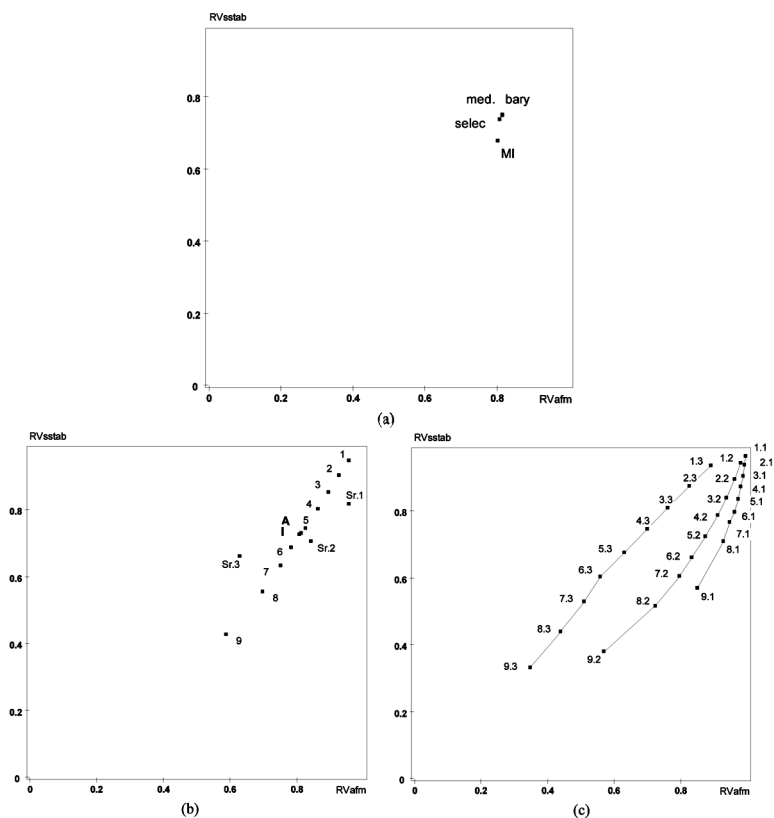 RVsstab
0.8
med. bary
selec
MI
0.6
0.4
0.2
0
0 0.2 0.4 0.6 0.8 RVafm
(a)
RVsstab
1
2
3
Sr.1
0.8
4
A
5
I
Sr.2
6
Sr.3
0.6
7
8
9
0.4
0.2
0
0 0.2 0.4 0.6 0.8 RVafm
(b)
RVsstab
1.1
1.3 1.2 2.1
2.3 2.2 3.1
4.1
0.8
3.3 3.2 5.1
4.3 4.2 6.1
5.3 5.2 7.1
6.2 8.1
0.6
6.3 7.2
7.3 8.2 9.1
8.3
0.4
9.3 9.2
0.2
0
0 0.2 0.4 0.6 0.8 RVafm
(c)